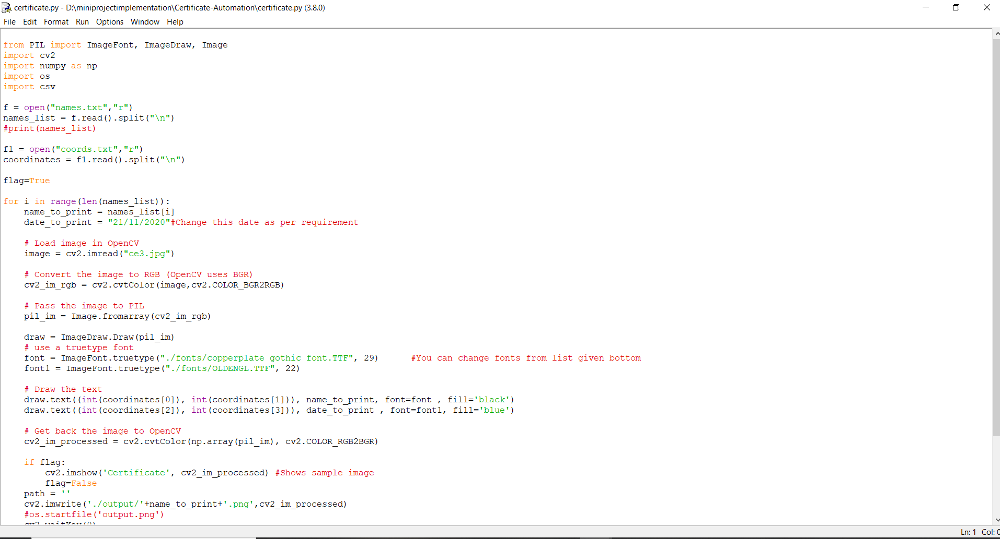 certificate.py - D:\miniprojectimplementation\Certificate-Automation\certificate.py (3.8.0)
File Edit Format Run Options Window Help
from PIL import ImageFont, ImageDraw, Image
import cv2
import numpy as np
import os
import csv
f = open("names.txt","r")
names_list = f.read().split("\n")
#print(names_list)
f1 = open("coords.txt","r")
coordinates = f1.read().split("\n")
flag=True
for i in range(len(names_list)):
    name_to_print = names_list[i]
    date_to_print = "21/11/2020"#Change this date as per requirement
    # Load image in OpenCV
    image = cv2.imread("ce3.jpg")
    # Convert the image to RGB (OpenCV uses BGR)
    cv2_im_rgb = cv2.cvtColor(image,cv2.COLOR_BGR2RGB)
    # Pass the image to PIL
    pil_im = Image.fromarray(cv2_im_rgb)
    draw = ImageDraw.Draw(pil_im)
    # use a truetype font
    font = ImageFont.truetype("./fonts/copperplate gothic font.TTF", 29)      #You can change fonts from list given bottom
    font1 = ImageFont.truetype("./fonts/OLDENGL.TTF", 22)
    # Draw the text
    draw.text((int(coordinates[0]), int(coordinates[1])), name_to_print, font=font , fill='black')
    draw.text((int(coordinates[2]), int(coordinates[3])), date_to_print , font=font1, fill='blue')
    # Get back the image to OpenCV
    cv2_im_processed = cv2.cvtColor(np.array(pil_im), cv2.COLOR_RGB2BGR)
    if flag:
        cv2.imshow('Certificate', cv2_im_processed) #Shows sample image
        flag=False
    path = ''
    cv2.imwrite('./output/'+name_to_print+'.png',cv2_im_processed)
    #os.startfile('output.png')
    cv2.waitKey(0)
Ln: 1 Col: 0